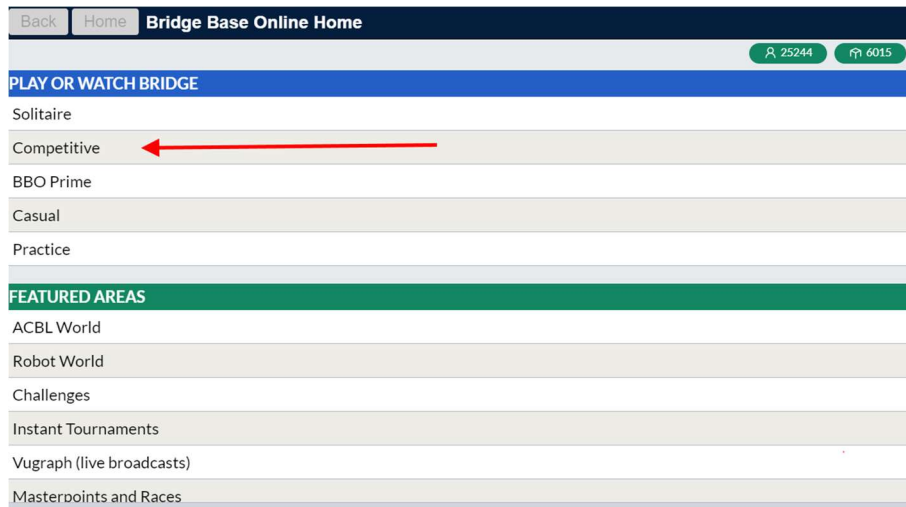 Back Home Bridge Base Online Home
25244 6015
PLAY OR WATCH BRIDGE
Solitaire
Competitive
BBO Prime
Casual
Practice
FEATURED AREAS
ACBL World
Robot World
Challenges
Instant Tournaments
Vugraph (live broadcasts)
Masterpoints and Races